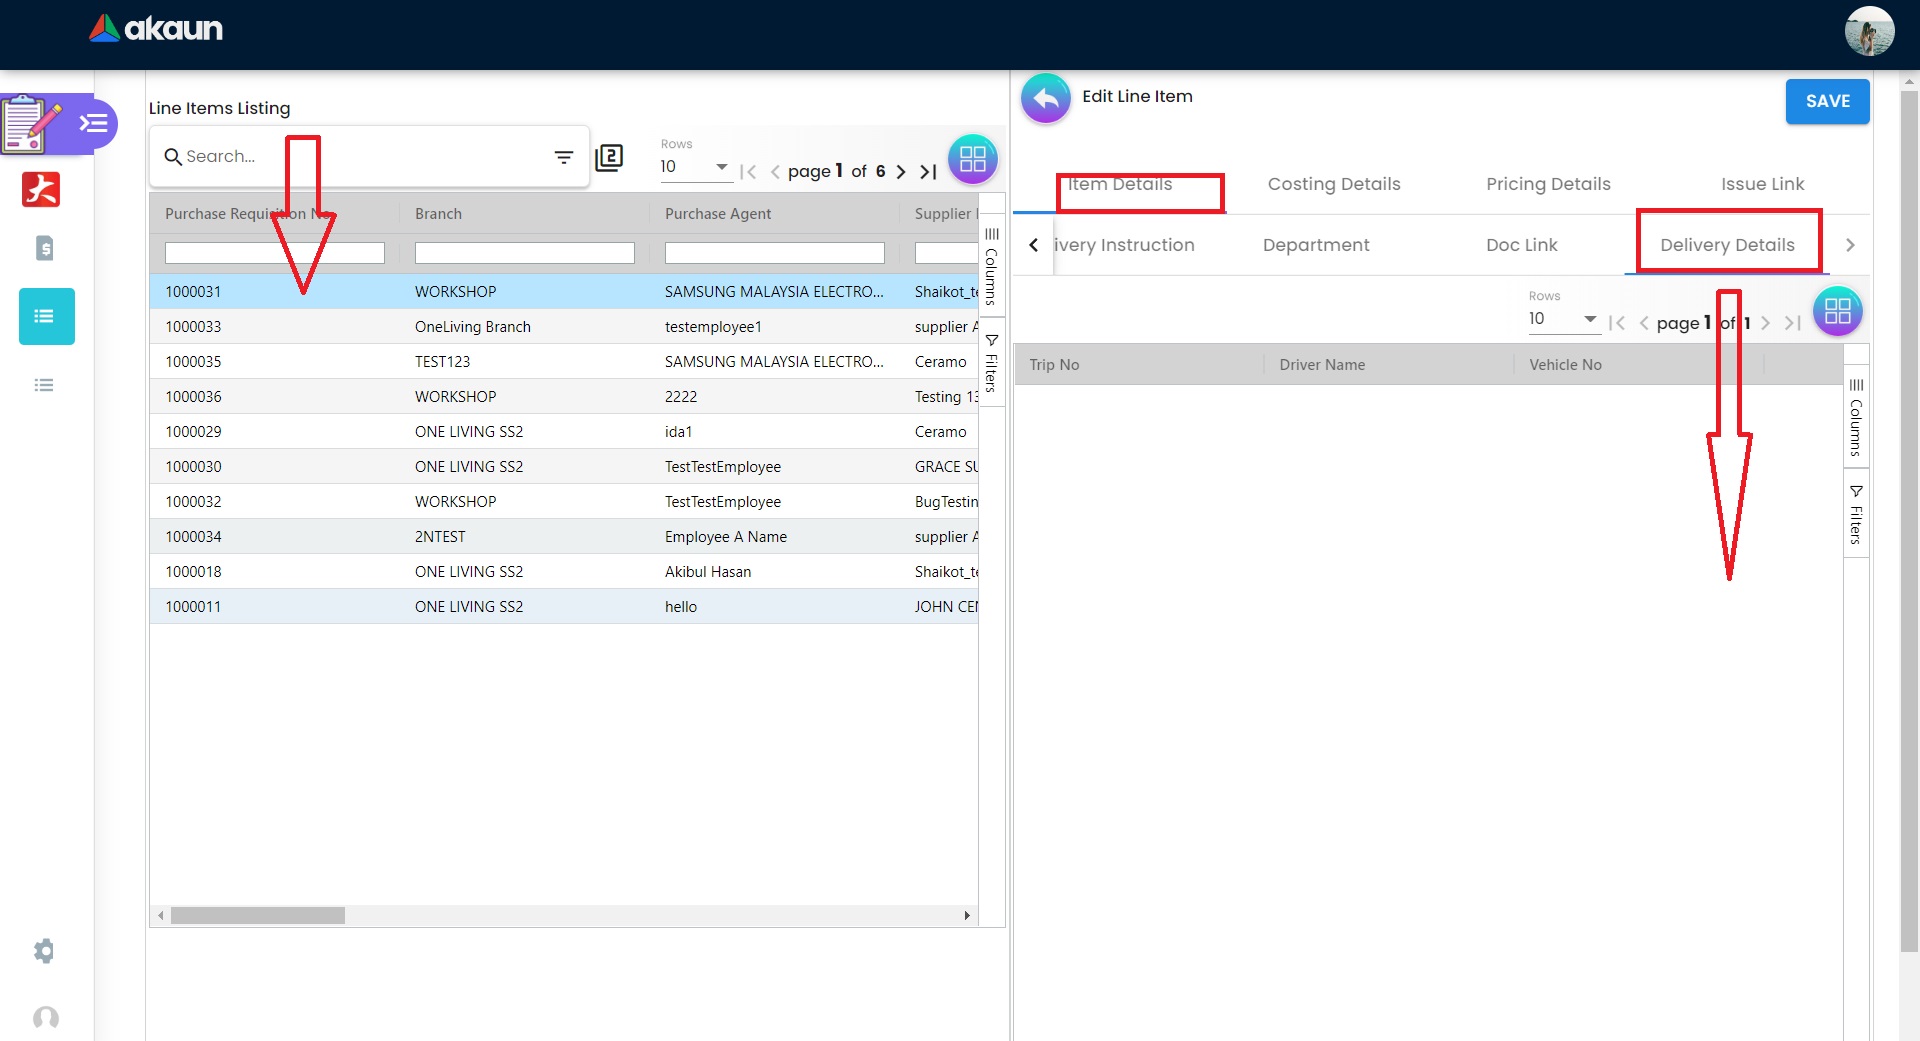 akaun
Line Items Listing
Search...
2
Rows
10
page 1 of 6
Purchase Requisition No
Branch
Purchase Agent
Supplier
1000031 WORKSHOP SAMSUNG MALAYSIA ELECTRO... Shaikot_te
1000033 OneLiving Branch testemployee1 supplier A
1000035 TEST123 SAMSUNG MALAYSIA ELECTRO... Ceramo
1000036 WORKSHOP 2222 Testing 13
1000029 ONE LIVING SS2 ida1 Ceramo
1000030 ONE LIVING SS2 TestTestEmployee GRACE SU
1000032 WORKSHOP TestTestEmployee BugTestin
1000034 2NTEST Employee A Name supplier A
1000018 ONE LIVING SS2 Akibul Hasan Shaikot_te
1000011 ONE LIVING SS2 hello JOHN CEN
Columns
Filters
Edit Line Item
SAVE
Item Details Costing Details Pricing Details Issue Link
ivery Instruction Department Doc Link Delivery Details
Rows
10
page 1 of 1
Trip No Driver Name Vehicle No
Columns
Filters